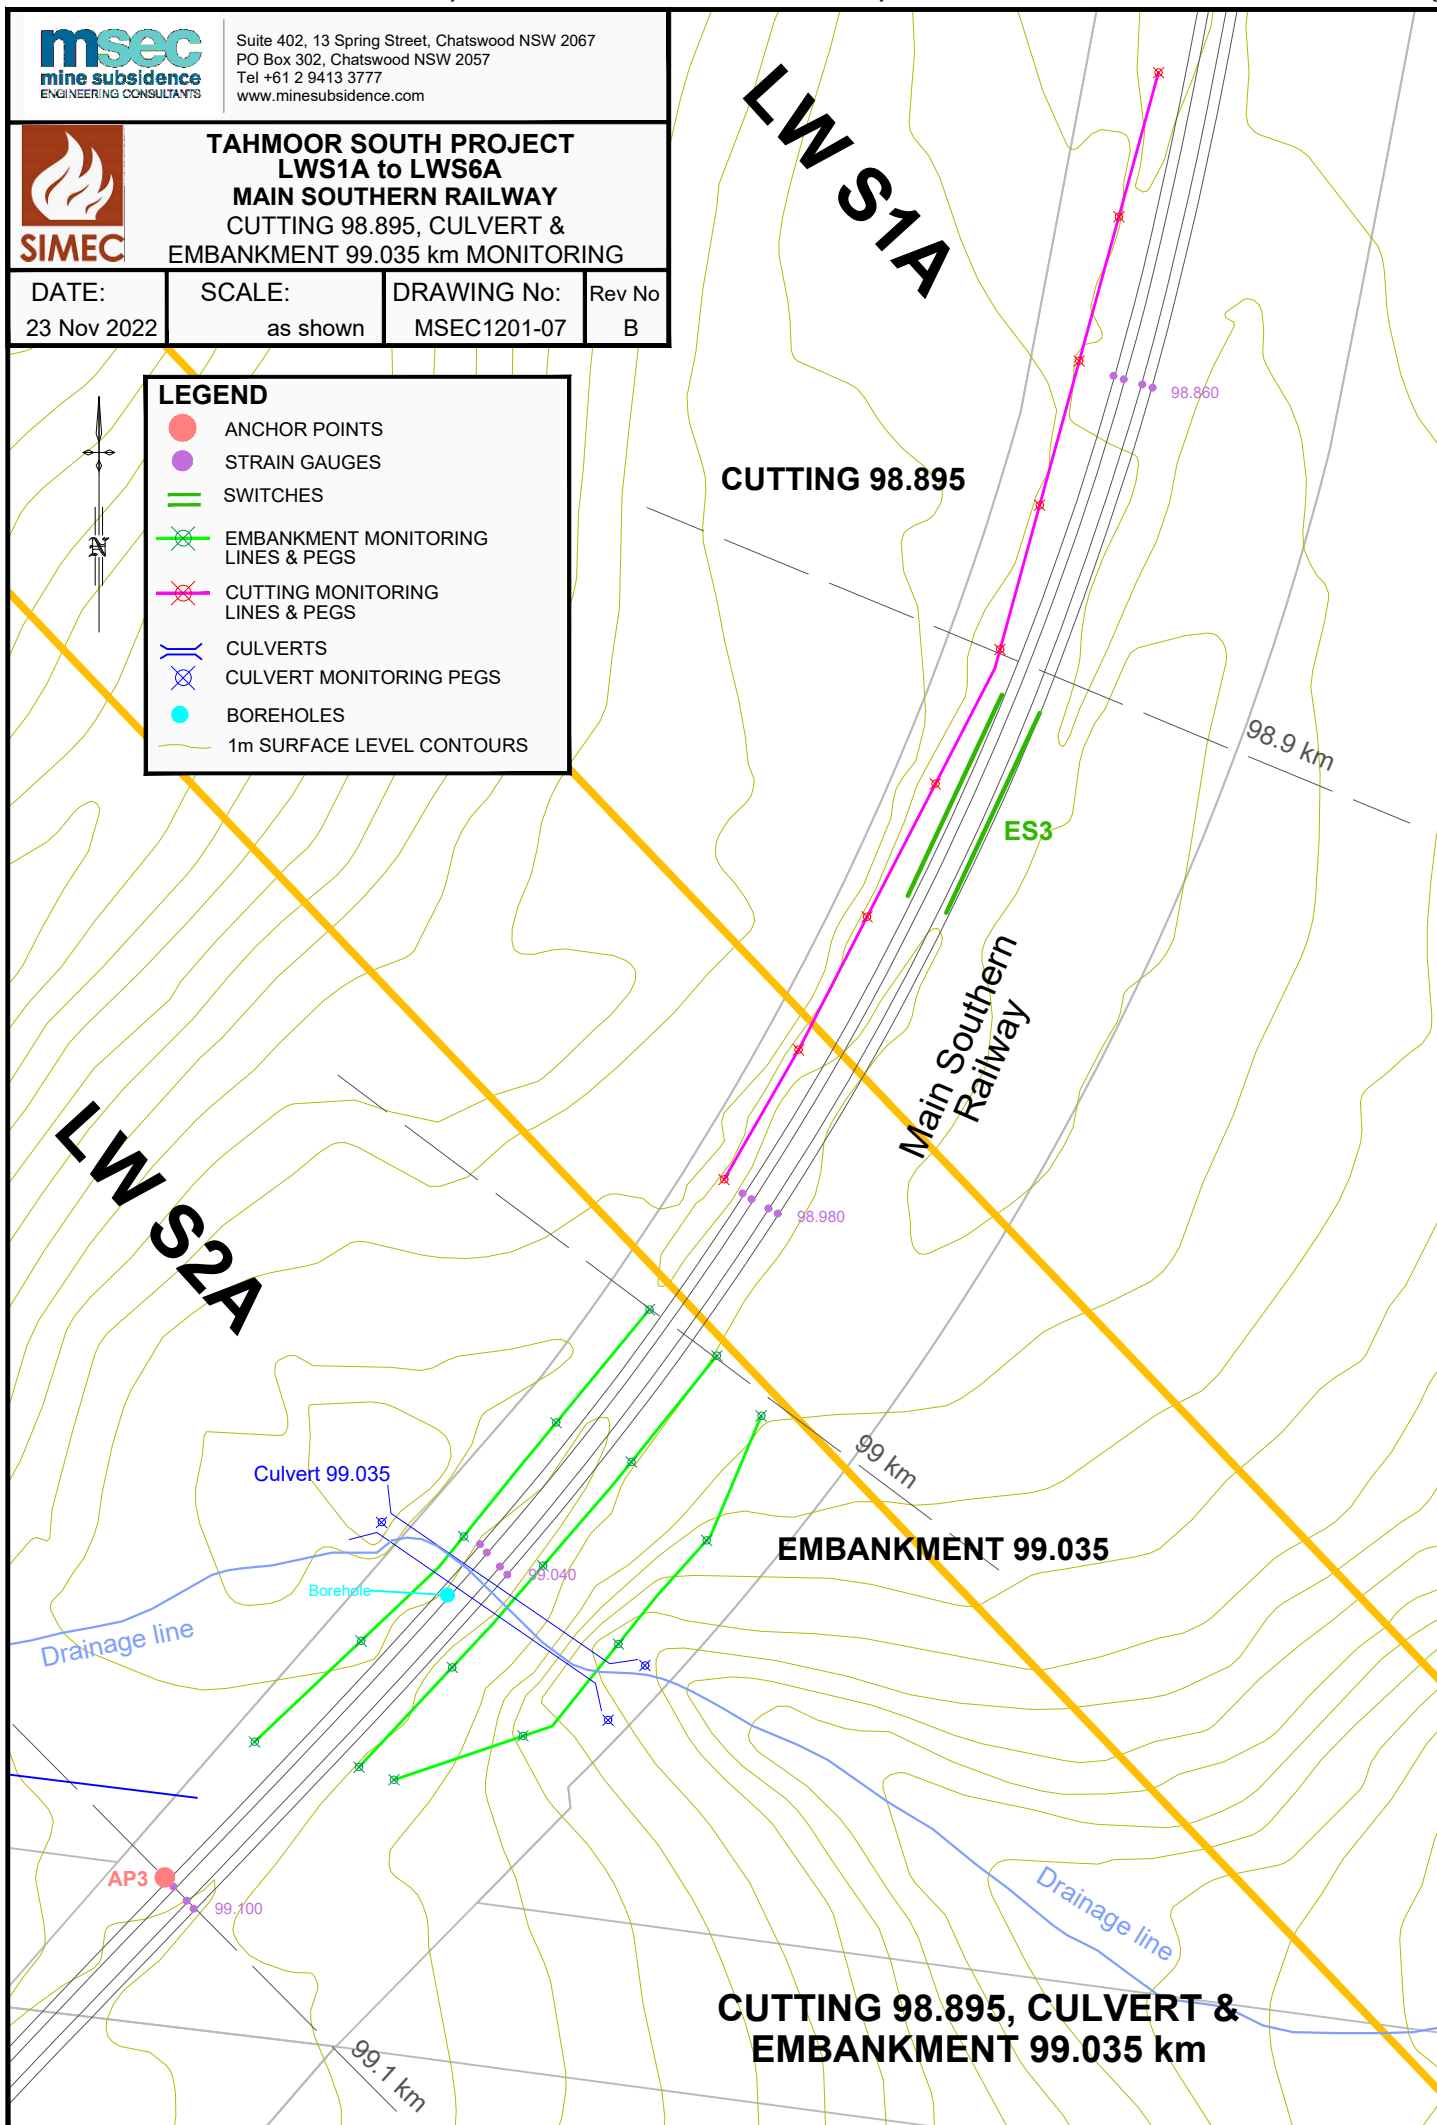 msec
mine subsidence
ENGINEERING CONSULTANTS
Suite 402, 13 Spring Street, Chatswood NSW 2067
PO Box 302, Chatswood NSW 2057
Tel +61 2 9413 3777
www.minesubsidence.com
SIMEC
TAHMOOR SOUTH PROJECT
LWS1A to LWS6A
MAIN SOUTHERN RAILWAY
CUTTING 98.895, CULVERT &
EMBANKMENT 99.035 km MONITORING
DATE:
23 Nov 2022
SCALE:
as shown
DRAWING No:
MSEC1201-07
Rev No
B
LEGEND
ANCHOR POINTS
STRAIN GAUGES
SWITCHES
EMBANKMENT MONITORING
LINES & PEGS
CUTTING MONITORING
LINES & PEGS
CULVERTS
CULVERT MONITORING PEGS
BOREHOLES
1m SURFACE LEVEL CONTOURS
N
LW S1A
98.860
CUTTING 98.895
98.9 km
ES3
Main Southern
Railway
LW S2A
98.980
99 km
Culvert 99.035
EMBANKMENT 99.035
99.040
Borehole
Drainage line
AP3
99.100
Drainage line
CUTTING 98.895, CULVERT &
EMBANKMENT 99.035 km
99.1 km